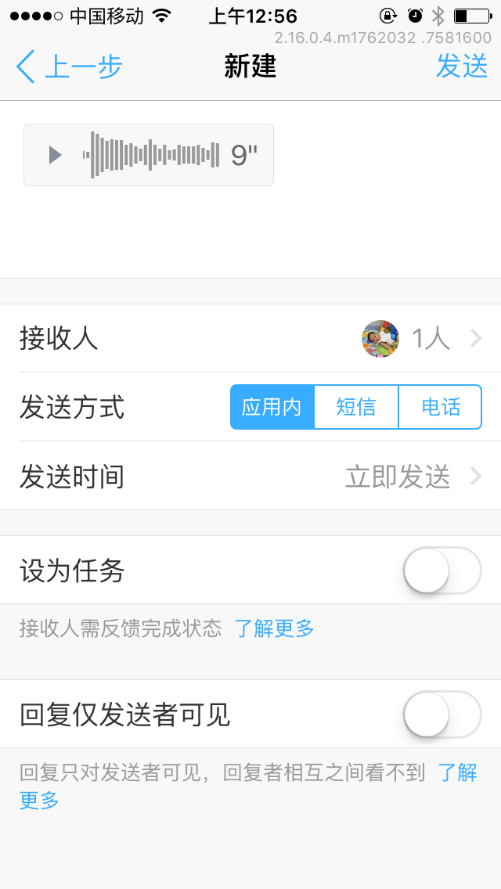 中国移动 上午12:56
2.16.0.4.m1762032 .7581600
上一步 新建 发送
9"
接收人 1人
发送方式 应用内 短信 电话
发送时间 立即发送
设为任务
接收人需反馈完成状态 了解更多
回复仅发送者可见
回复只对发送者可见，回复者相互之间看不到 了解
更多